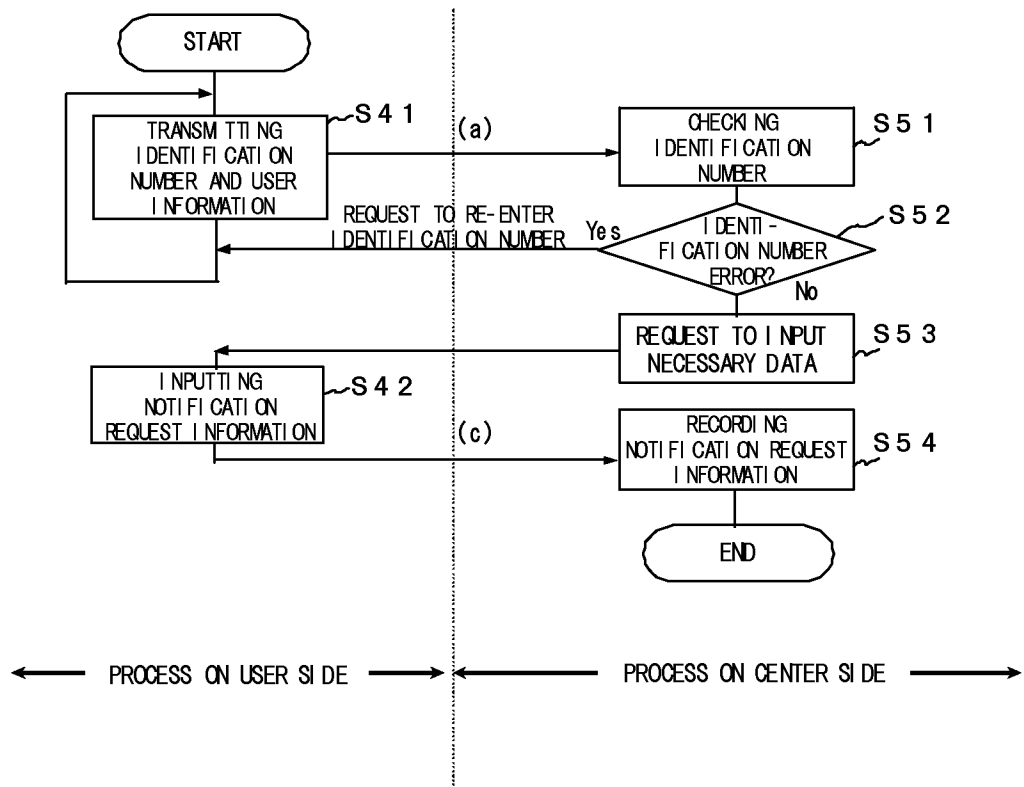 START
S41
TRANSMITTING
IDENTIFICATION
NUMBER AND USER
INFORMATION
(a)
CHECKING
IDENTIFICATION
NUMBER
S51
REQUEST TO RE-ENTER
IDENTIFICATION NUMBER
Yes
IDENTI-
FICATION NUMBER
ERROR?
S52
No
REQUEST TO INPUT
NECESSARY DATA
S53
INPUTTING
NOTIFICATION
REQUEST INFORMATION
S42
(c)
RECORDING
NOTIFICATION REQUEST
INFORMATION
S54
END
PROCESS ON USER SIDE
PROCESS ON CENTER SIDE